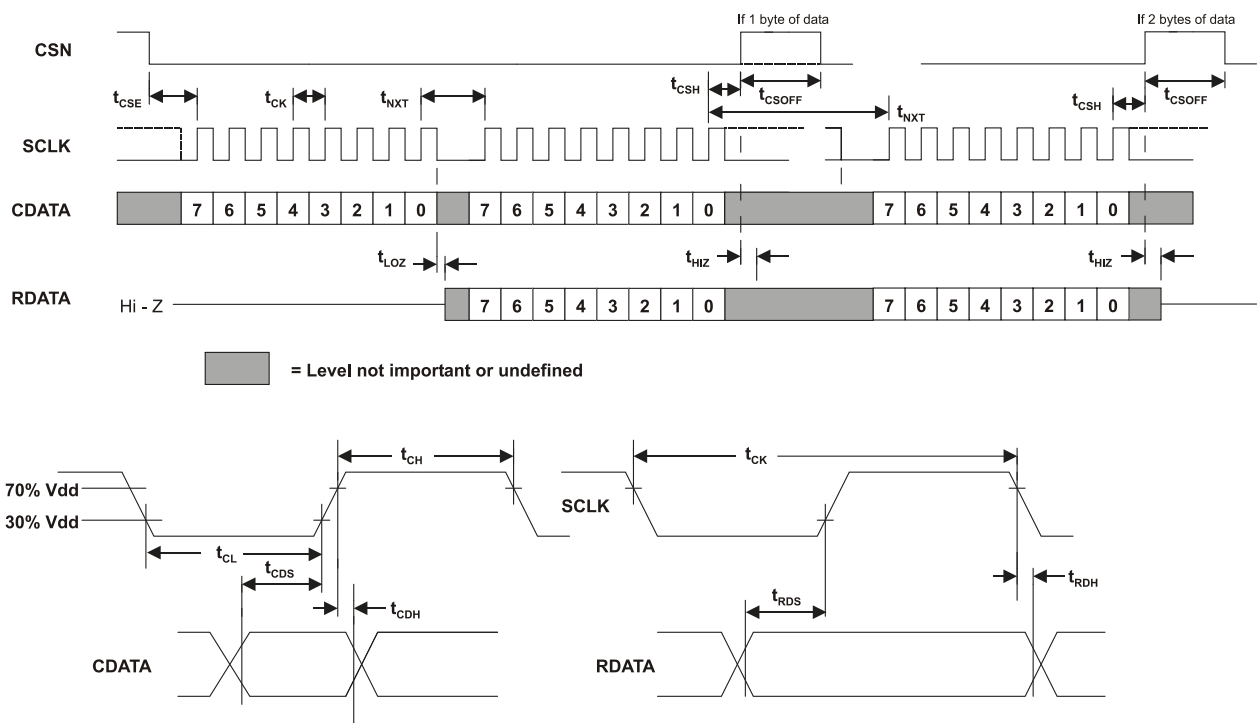 If 1 byte of data If 2 bytes of data
CSN
tCSE tCK tNXT tCSH tCSOFF tNXT tCSH tCSOFF
SCLK
CDATA 7 6 5 4 3 2 1 0 7 6 5 4 3 2 1 0 7 6 5 4 3 2 1 0
tLOZ tHIZ tHIZ
RDATA Hi - Z 7 6 5 4 3 2 1 0 7 6 5 4 3 2 1 0
= Level not important or undefined
tCH tCK
70% Vdd
SCLK
30% Vdd
tCL
tCDS tRDH
tCDH tRDS
CDATA RDATA